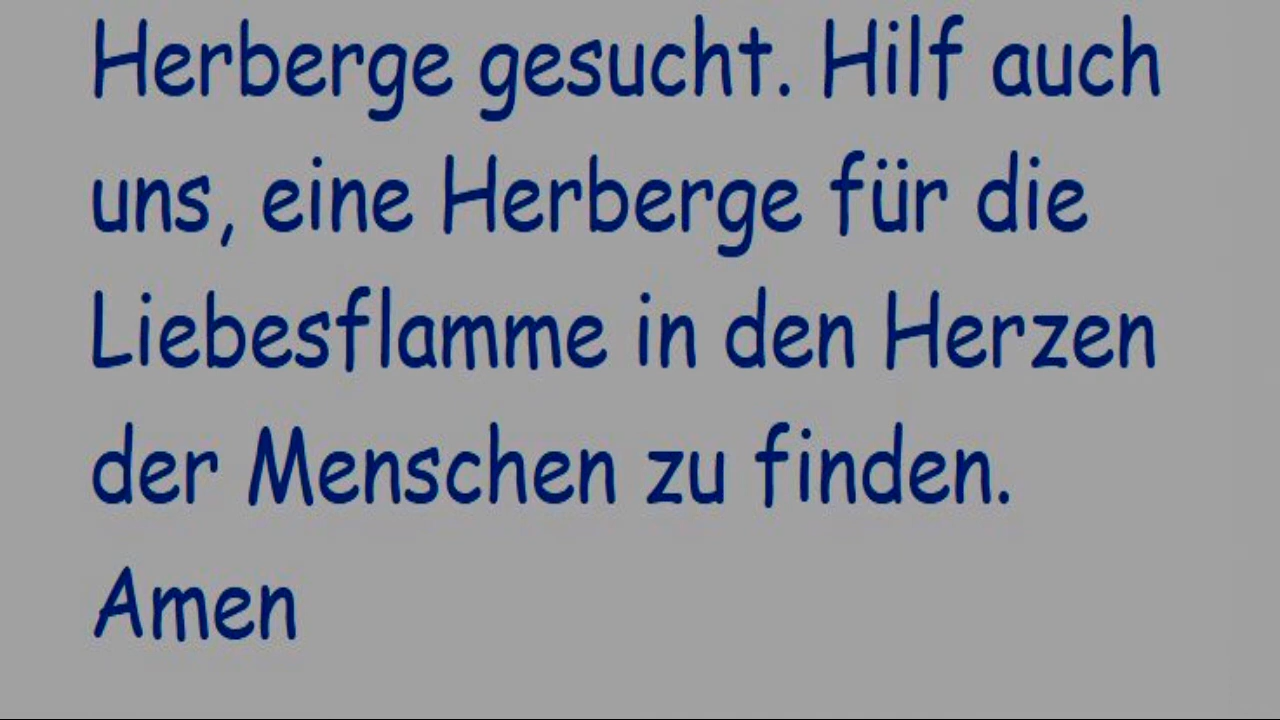 Herberge gesucht. Hilf auch
uns, eine Herberge für die
Liebesflamme in den Herzen
der Menschen zu finden.
Amen